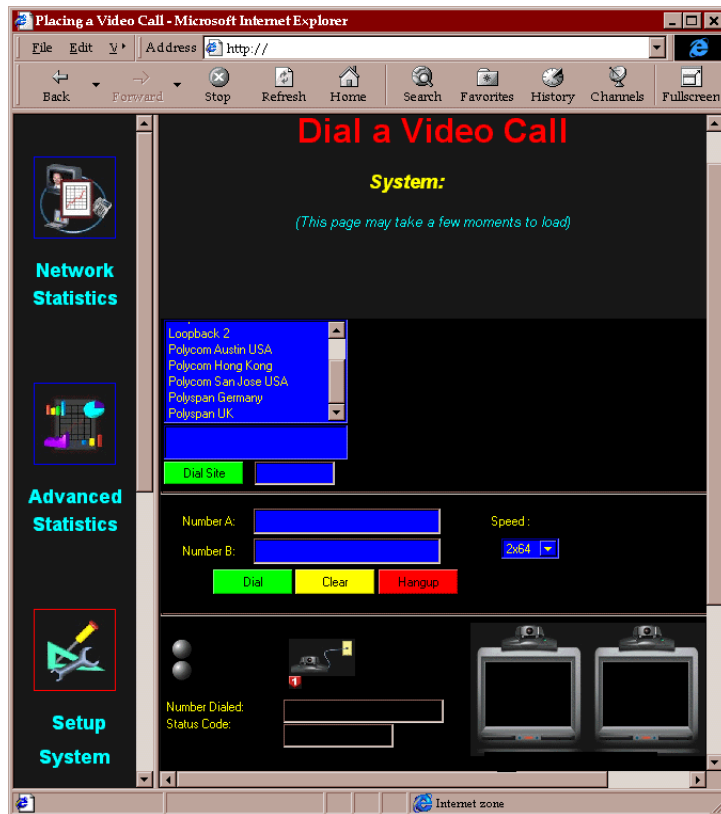 Placing a Video Call - Microsoft Internet Explorer
File Edit V Address http://
Back Forward Stop Refresh Home Search Favorites History Channels Fullscreen
Dial a Video Call
System:
(This page may take a few moments to load)
Network
Statistics
Loopback 2
Polycom Austin USA
Polycom Hong Kong
Polycom San Jose USA
Polyspan Germany
Polyspan UK
Dial Site
Advanced
Statistics
Number A:
Speed :
Number B:
2x64
Dial Clear Hangup
1
Number Dialed:
Status Code:
Setup
System
Internet zone